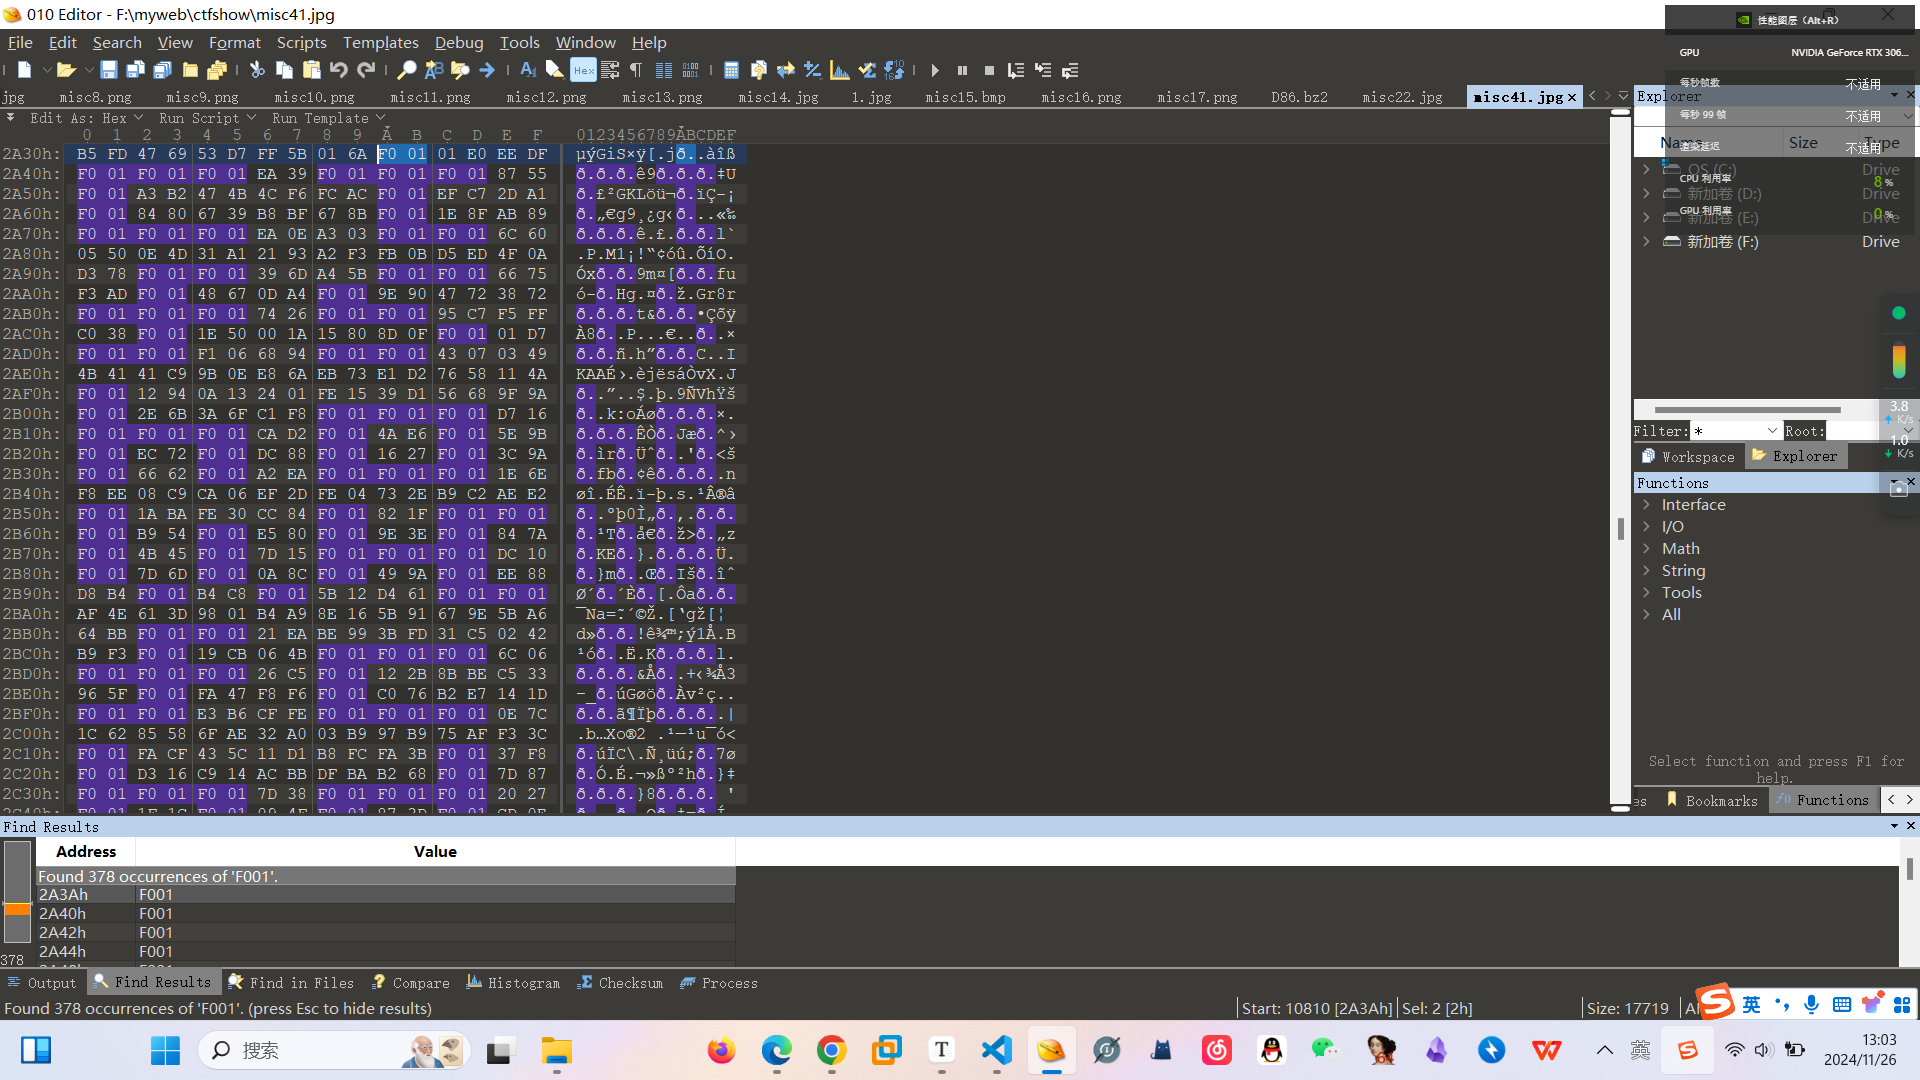 010 Editor - F:\myweb\ctfshow\misc41.jpg
File Edit Search View Format Scripts Templates Debug Tools Window Help
jpg misc8.png misc9.png misc10.png misc11.png misc12.png misc13.png misc14.jpg 1.jpg misc15.bmp misc16.png misc17.png D86.bz2 misc22.jpg misc41.jpg
Edit As: Hex Run Script Run Template
0 1 2 3 4 5 6 7 8 9 A B C D E F 0123456789ABCDEF
2A30h: B5 FD 47 69 53 D7 FF 5B 01 6A F0 01 01 E0 EE DF µýGiS×ÿ[.jð..àîß
2A40h: F0 01 F0 01 F0 01 EA 39 F0 01 F0 01 F0 01 87 55 ð.ð.ð.ê9ð.ð.ð.‡U
2A50h: F0 01 A3 B2 47 4B 4C F6 FC AC F0 01 EF C7 2D A1 ð.£²GKLöü¬ð.ïÇ-¡
2A60h: F0 01 84 80 67 39 B8 BF 67 8B F0 01 1E 8F AB 89 ð.„€g9¸¿g‹ð...«‰
2A70h: F0 01 F0 01 F0 01 EA 0E A3 03 F0 01 F0 01 6C 60 ð.ð.ð.ê.£.ð.ð.l`
2A80h: 05 50 0E 4D 31 A1 21 93 A2 F3 FB 0B D5 ED 4F 0A .P.M1¡!“¢óû.ÕíO.
2A90h: D3 78 F0 01 F0 01 39 6D A4 5B F0 01 F0 01 66 75 Óxð.ð.9m¤[ð.ð.fu
2AA0h: F3 AD F0 01 48 67 0D A4 F0 01 9E 90 47 72 38 72 ó-ð.Hg.¤ð.ž.Gr8r
2AB0h: F0 01 F0 01 F0 01 74 26 F0 01 F0 01 95 C7 F5 FF ð.ð.ð.t&ð.ð.•Çõÿ
2AC0h: C0 38 F0 01 1E 50 00 1A 15 80 8D 0F F0 01 01 D7 À8ð..P...€..ð..×
2AD0h: F0 01 F0 01 F1 06 68 94 F0 01 F0 01 43 07 03 49 ð.ð.ñ.h”ð.ð.C..I
2AE0h: 4B 41 41 C9 9B 0E E8 6A EB 73 E1 D2 76 58 11 4A KAAÉ›.èjësáÒvX.J
2AF0h: F0 01 12 94 0A 13 24 01 FE 15 39 D1 56 68 9F 9A ð..”..$.þ.9ÑVhŸš
2B00h: F0 01 2E 6B 3A 6F C1 F8 F0 01 F0 01 F0 01 D7 16 ð..k:oÁøð.ð.ð.×.
2B10h: F0 01 F0 01 F0 01 CA D2 F0 01 4A E6 F0 01 5E 9B ð.ð.ð.ÊÒð.Jæð.^›
2B20h: F0 01 EC 72 F0 01 DC 88 F0 01 16 27 F0 01 3C 9A ð.ìrð.Üˆð..'ð.<š
2B30h: F0 01 66 62 F0 01 A2 EA F0 01 F0 01 F0 01 1E 6E ð.fbð.¢êð.ð.ð..n
2B40h: F8 EE 08 C9 CA 06 EF 2D FE 04 73 2E B9 C2 AE E2 øî.ÉÊ.ï-þ.s.¹Â®â
2B50h: F0 01 1A BA FE 30 CC 84 F0 01 82 1F F0 01 F0 01 ð..ºþ0Ì„ð.‚.ð.ð.
2B60h: F0 01 B9 54 F0 01 E5 80 F0 01 9E 3E F0 01 84 7A ð.¹Tð.å€ð.ž>ð.„z
2B70h: F0 01 4B 45 F0 01 7D 15 F0 01 F0 01 F0 01 DC 10 ð.KEð.}.ð.ð.ð.Ü.
2B80h: F0 01 7D 6D F0 01 0A 8C F0 01 49 9A F0 01 EE 88 ð.}mð..Œð.Išð.îˆ
2B90h: D8 B4 F0 01 B4 C8 F0 01 5B 12 D4 61 F0 01 F0 01 Ø´ð.´Èð.[.Ôað.ð.
2BA0h: AF 4E 61 3D 98 01 B4 A9 8E 16 5B 91 67 9E 5B A6 ¯Na=˜.´©Ž.[‘gž[¦
2BB0h: 64 BB F0 01 F0 01 21 EA BE 99 3B FD 31 C5 02 42 d»ð.ð.!ê¾™;ý1Å.B
2BC0h: B9 F3 F0 01 19 CB 06 4B F0 01 F0 01 F0 01 6C 06 ¹óð..Ë.Kð.ð.ð.l.
2BD0h: F0 01 F0 01 F0 01 26 C5 F0 01 12 2B 8B BE C5 33 ð.ð.ð.&Åð..+‹¾Å3
2BE0h: 96 5F F0 01 FA 47 F8 F6 F0 01 C0 76 B2 E7 14 1D –_ð.úGøöð.Àv²ç..
2BF0h: F0 01 F0 01 E3 B6 CF FE F0 01 F0 01 F0 01 0E 7C ð.ð.ã¶Ïþð.ð.ð..|
2C00h: 1C 62 85 58 6F AE 32 A0 03 B9 97 B9 75 AF F3 3C .b…Xo®2 .¹—¹u¯ó<
2C10h: F0 01 FA CF 43 5C 11 D1 B8 FC FA 3B F0 01 37 F8 ð.úÏC\.Ñ¸üú;ð.7ø
2C20h: F0 01 D3 16 C9 14 AC BB DF BA B2 68 F0 01 7D 87 ð.Ó.É.¬»ßº²hð.}‡
2C30h: F0 01 F0 01 F0 01 7D 38 F0 01 F0 01 F0 01 20 27 ð.ð.ð.}8ð.ð.ð. '
Find Results
Address Value
Found 378 occurrences of 'F001'.
2A3Ah F001
2A40h F001
2A42h F001
2A44h F001
378
Output Find Results Find in Files Compare Histogram Checksum Process
Found 378 occurrences of 'F001'. (press Esc to hide results)
Start: 10810 [2A3Ah] Sel: 2 [2h] Size: 17719
性能图层（Alt+R）
GPU NVIDIA GeForce RTX 306...
每秒帧数 不适用
Explorer
每秒 99 帧 不适用
Name Size Type
渲染延迟 不适用
OS (C:) Drive
CPU 利用率 8 %
新加卷 (D:) Drive
GPU 利用率 0 %
新加卷 (E:) Drive
新加卷 (F:) Drive
3.8
K/s
1.0
K/s
Filter: * Root:
Workspace Explorer
Functions
Interface
I/O
Math
String
Tools
All
Select function and press F1 for
help.
es Bookmarks Functions
英
搜索
英
13:03
2024/11/26